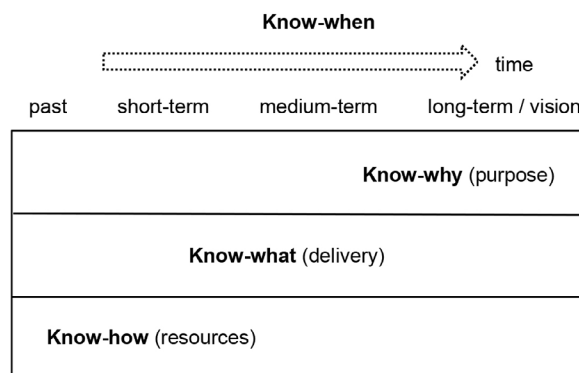 Know-when
time
past short-term medium-term long-term / vision
Know-why (purpose)
Know-what (delivery)
Know-how (resources)